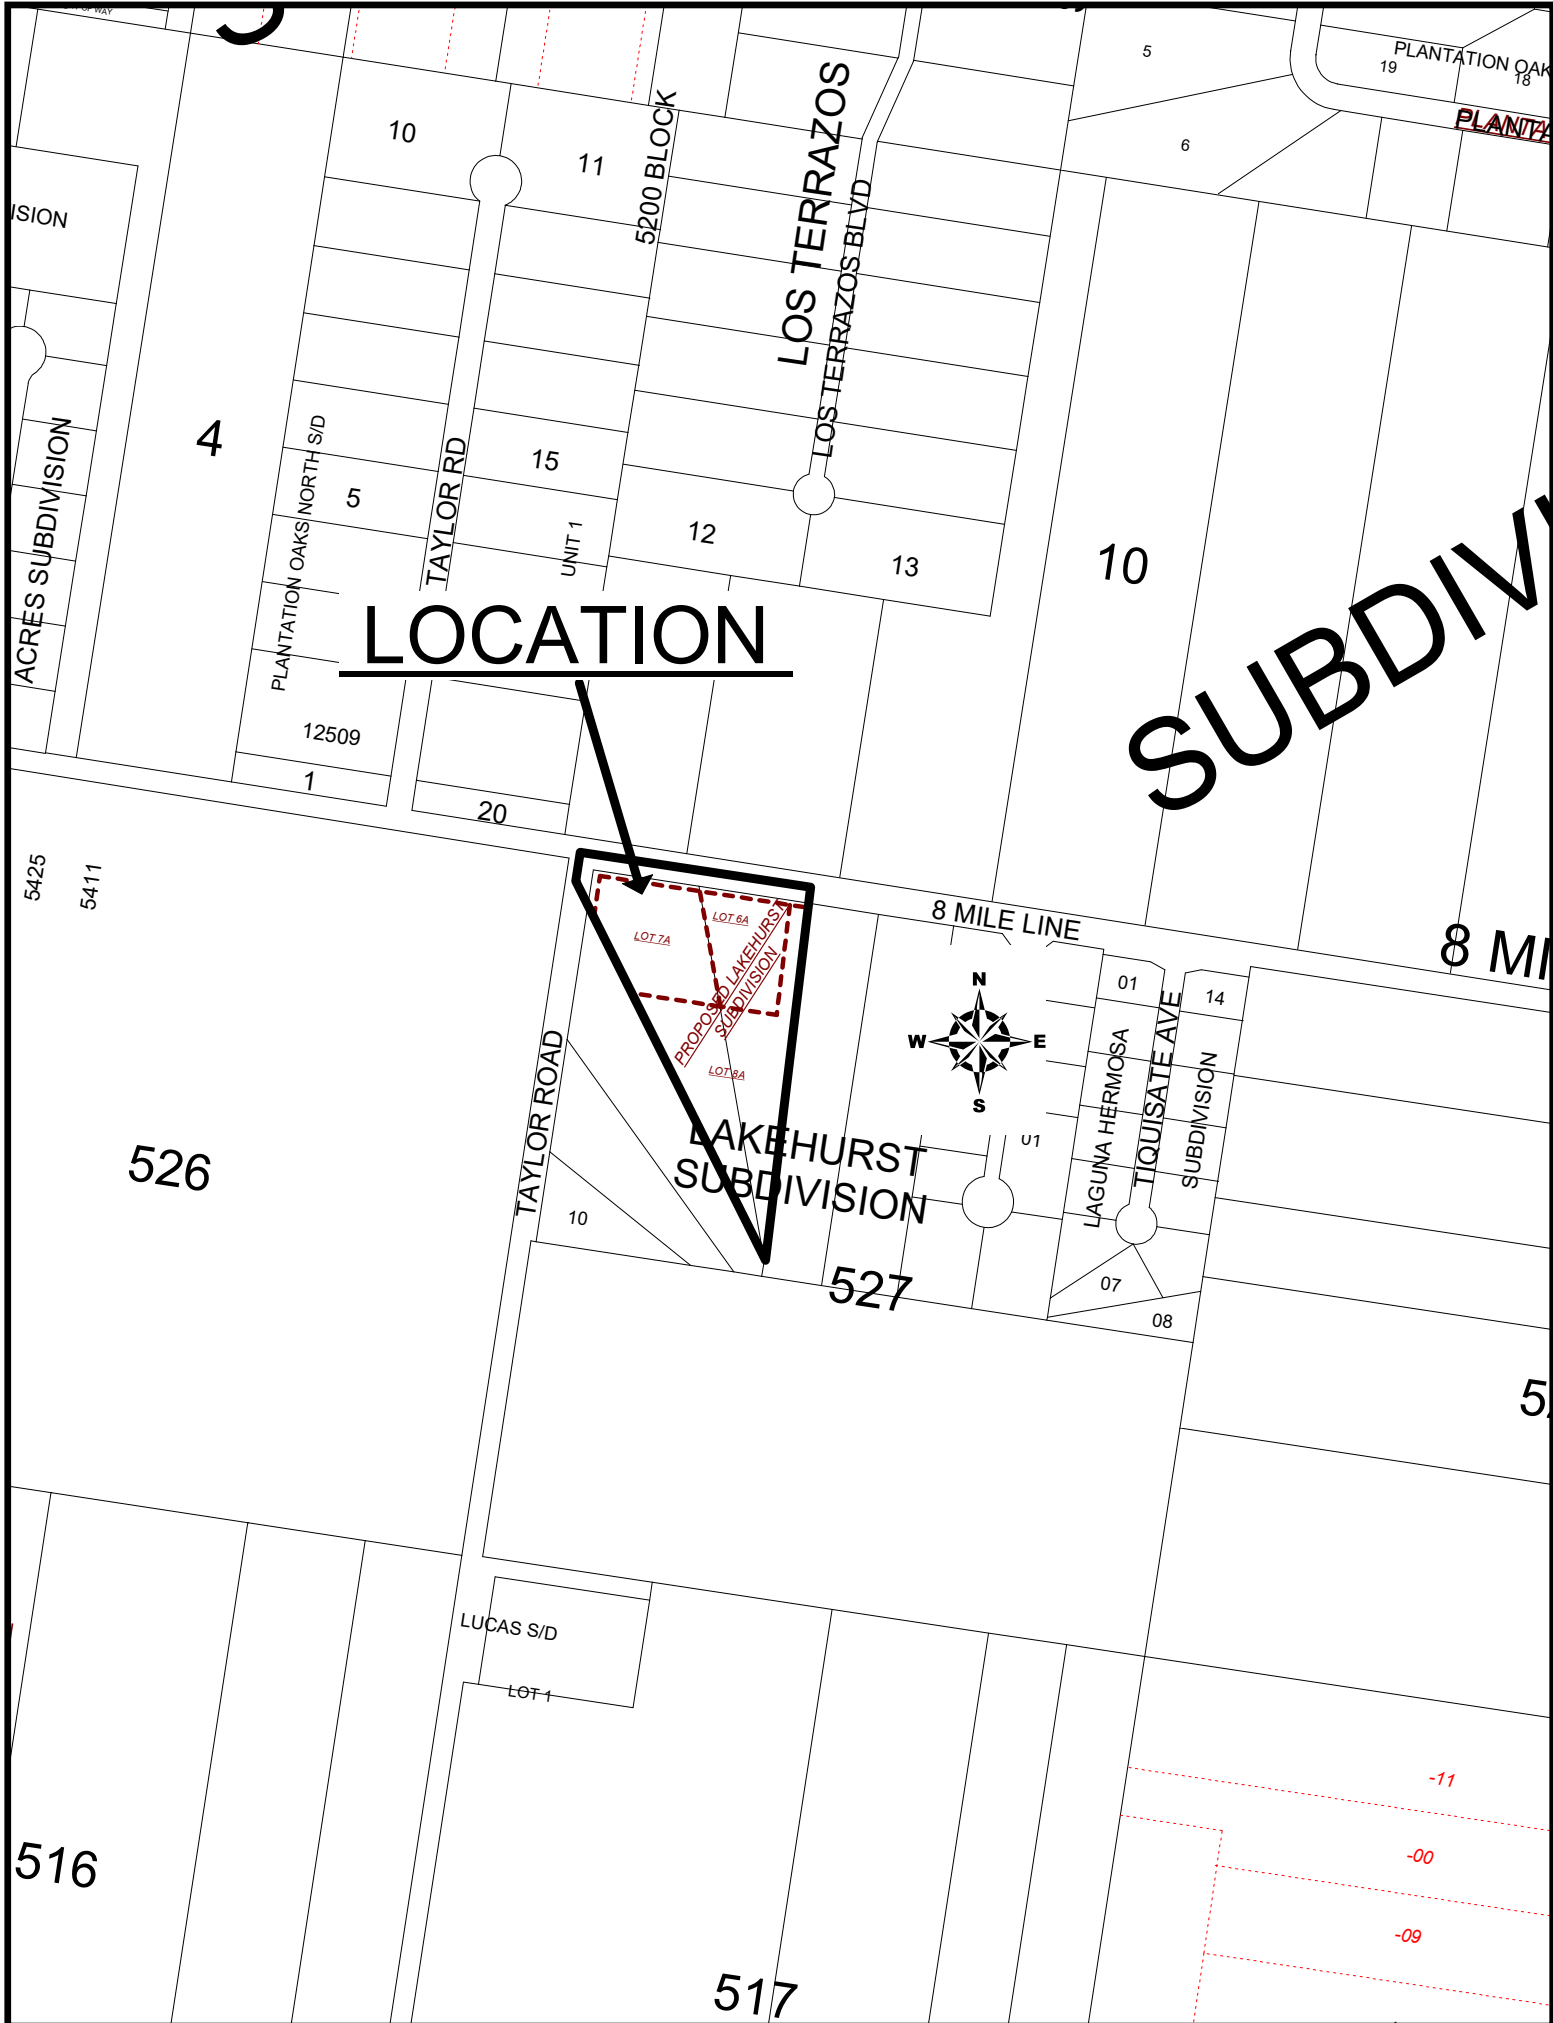 5
PLANTATION OAK
19
18
10
11
5200 BLOCK
LOS TERRAZOS
LOS TERRAZOS BLVD
6
PLANTA
ISION
4
ACRES SUBDIVISION
PLANTATION OAKS NORTH S/D
5
TAYLOR RD
15
UNIT 1
12
13
10
SUBDIV
LOCATION
12509
1
20
5425
5411
8 MILE LINE
8 MI
LOT 7A
LOT 6A
PROPOSED LAKEHURST
SUBDIVISION
LOT 8A
N
W
E
S
01
14
LAGUNA HERMOSA
TIQUISATE AVE
SUBDIVISION
01
TAYLOR ROAD
LAKEHURST
SUBDIVISION
526
10
527
07
08
LUCAS S/D
LOT 1
-11
-00
-09
516
517